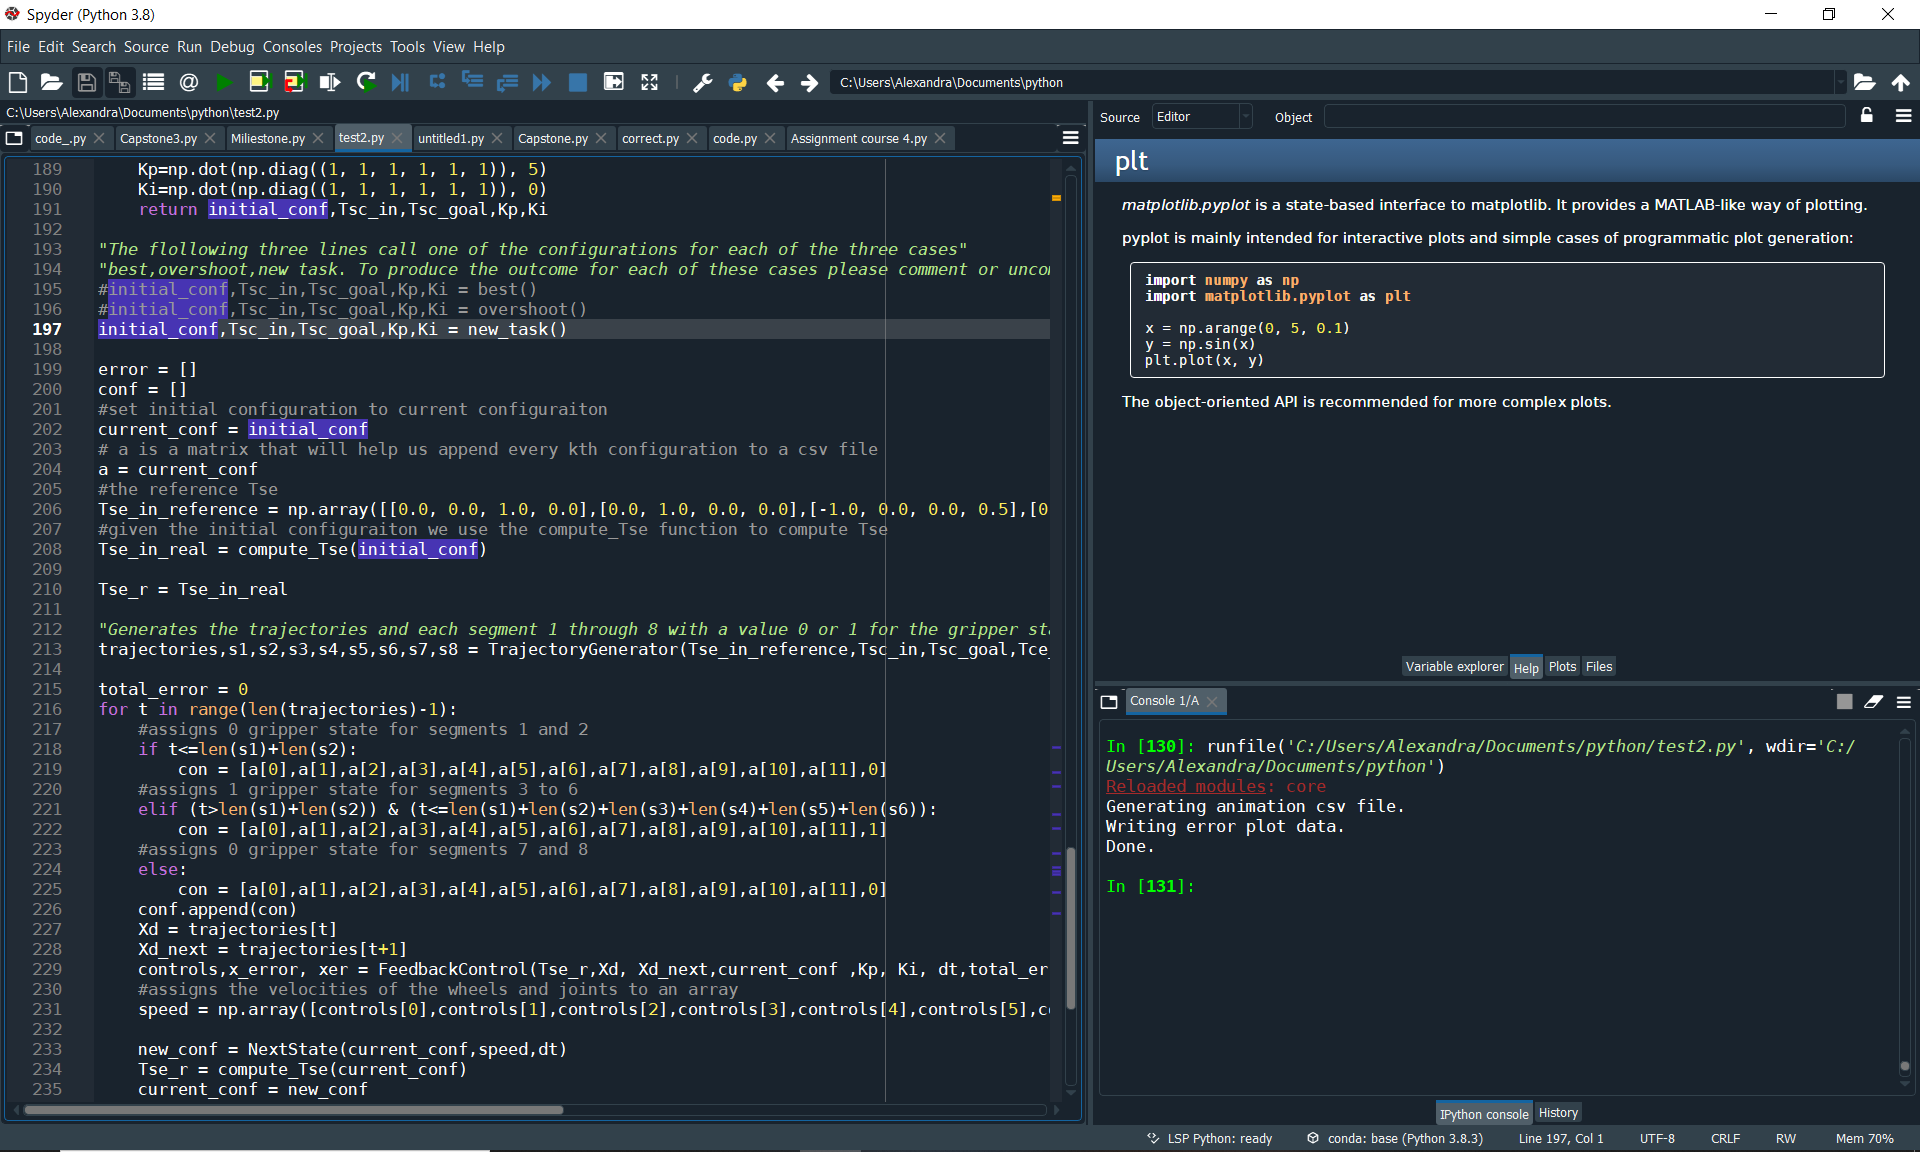 Spyder (Python 3.8)
File Edit Search Source Run Debug Consoles Projects Tools View Help
C:\Users\Alexandra\Documents\python
C:\Users\Alexandra\Documents\python\test2.py
code_.py Capstone3.py Miliestone.py test2.py untitled1.py Capstone.py correct.py code.py Assignment course 4.py
189 Kp=np.dot(np.diag((1, 1, 1, 1, 1, 1)), 5)
190 Ki=np.dot(np.diag((1, 1, 1, 1, 1, 1)), 0)
191 return initial_conf,Tsc_in,Tsc_goal,Kp,Ki
192
193 "The flollowing three lines call one of the configurations for each of the three cases"
194 "best,overshoot,new task. To produce the outcome for each of these cases please comment or unco
195 #initial_conf,Tsc_in,Tsc_goal,Kp,Ki = best()
196 #initial_conf,Tsc_in,Tsc_goal,Kp,Ki = overshoot()
197 initial_conf,Tsc_in,Tsc_goal,Kp,Ki = new_task()
198
199 error = []
200 conf = []
201 #set initial configuration to current configuraiton
202 current_conf = initial_conf
203 # a is a matrix that will help us append every kth configuration to a csv file
204 a = current_conf
205 #the reference Tse
206 Tse_in_reference = np.array([[0.0, 0.0, 1.0, 0.0],[0.0, 1.0, 0.0, 0.0],[-1.0, 0.0, 0.0, 0.5],[0
207 #given the initial configuraiton we use the compute_Tse function to compute Tse
208 Tse_in_real = compute_Tse(initial_conf)
209
210 Tse_r = Tse_in_real
211
212 "Generates the trajectories and each segment 1 through 8 with a value 0 or 1 for the gripper sta
213 trajectories,s1,s2,s3,s4,s5,s6,s7,s8 = TrajectoryGenerator(Tse_in_reference,Tsc_in,Tsc_goal,Tce_
214
215 total_error = 0
216 for t in range(len(trajectories)-1):
217 #assigns 0 gripper state for segments 1 and 2
218 if t<=len(s1)+len(s2):
219 con = [a[0],a[1],a[2],a[3],a[4],a[5],a[6],a[7],a[8],a[9],a[10],a[11],0]
220 #assigns 1 gripper state for segments 3 to 6
221 elif (t>len(s1)+len(s2)) & (t<=len(s1)+len(s2)+len(s3)+len(s4)+len(s5)+len(s6)):
222 con = [a[0],a[1],a[2],a[3],a[4],a[5],a[6],a[7],a[8],a[9],a[10],a[11],1]
223 #assigns 0 gripper state for segments 7 and 8
224 else:
225 con = [a[0],a[1],a[2],a[3],a[4],a[5],a[6],a[7],a[8],a[9],a[10],a[11],0]
226 conf.append(con)
227 Xd = trajectories[t]
228 Xd_next = trajectories[t+1]
229 controls,x_error, xer = FeedbackControl(Tse_r,Xd, Xd_next,current_conf ,Kp, Ki, dt,total_er
230 #assigns the velocities of the wheels and joints to an array
231 speed = np.array([controls[0],controls[1],controls[2],controls[3],controls[4],controls[5],c
232
233 new_conf = NextState(current_conf,speed,dt)
234 Tse_r = compute_Tse(current_conf)
235 current_conf = new_conf
Source Editor Object
plt
matplotlib.pyplot is a state-based interface to matplotlib. It provides a MATLAB-like way of plotting.
pyplot is mainly intended for interactive plots and simple cases of programmatic plot generation:
import numpy as np
import matplotlib.pyplot as plt
x = np.arange(0, 5, 0.1)
y = np.sin(x)
plt.plot(x, y)
The object-oriented API is recommended for more complex plots.
Variable explorer Help Plots Files
Console 1/A
In [130]: runfile('C:/Users/Alexandra/Documents/python/test2.py', wdir='C:/
Users/Alexandra/Documents/python')
Reloaded modules: core
Generating animation csv file.
Writing error plot data.
Done.
In [131]:
IPython console History
LSP Python: ready conda: base (Python 3.8.3) Line 197, Col 1 UTF-8 CRLF RW Mem 70%